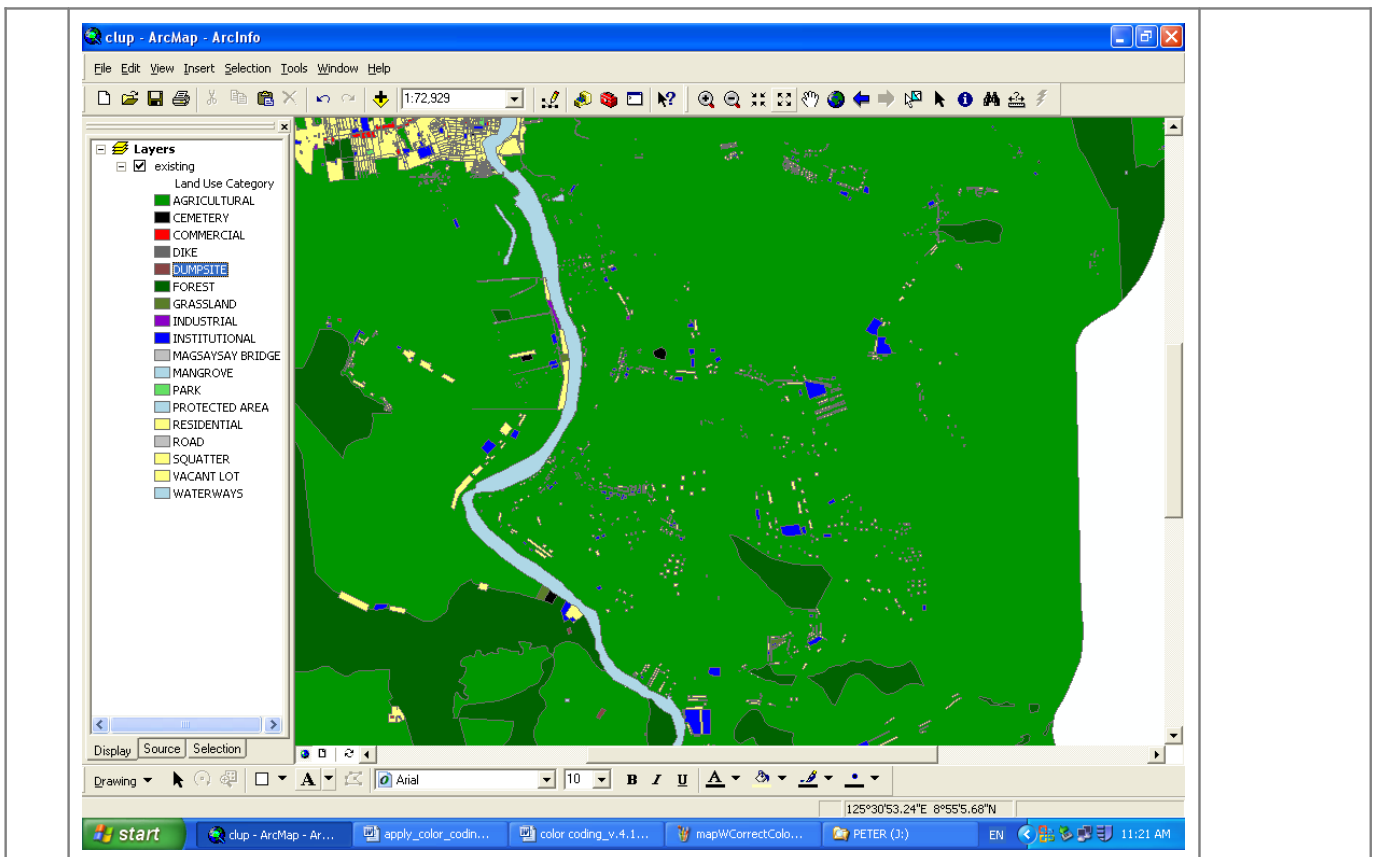 clup - ArcMap - ArcInfo
File Edit View Insert Selection Tools Window Help
1:72,929
Layers
existing
Land Use Category
AGRICULTURAL
CEMETERY
COMMERCIAL
DIKE
DUMPSITE
FOREST
GRASSLAND
INDUSTRIAL
INSTITUTIONAL
MAGSAYSAY BRIDGE
MANGROVE
PARK
PROTECTED AREA
RESIDENTIAL
ROAD
SQUATTER
VACANT LOT
WATERWAYS
Display Source Selection
Drawing A Arial 10 B I U A
125°30'53.24"E 8°55'5.68"N
start clup - ArcMap - Ar... apply_color_codin... color coding_v.4.1... mapWCorrectColo... PETER (J:) EN 11:21 AM